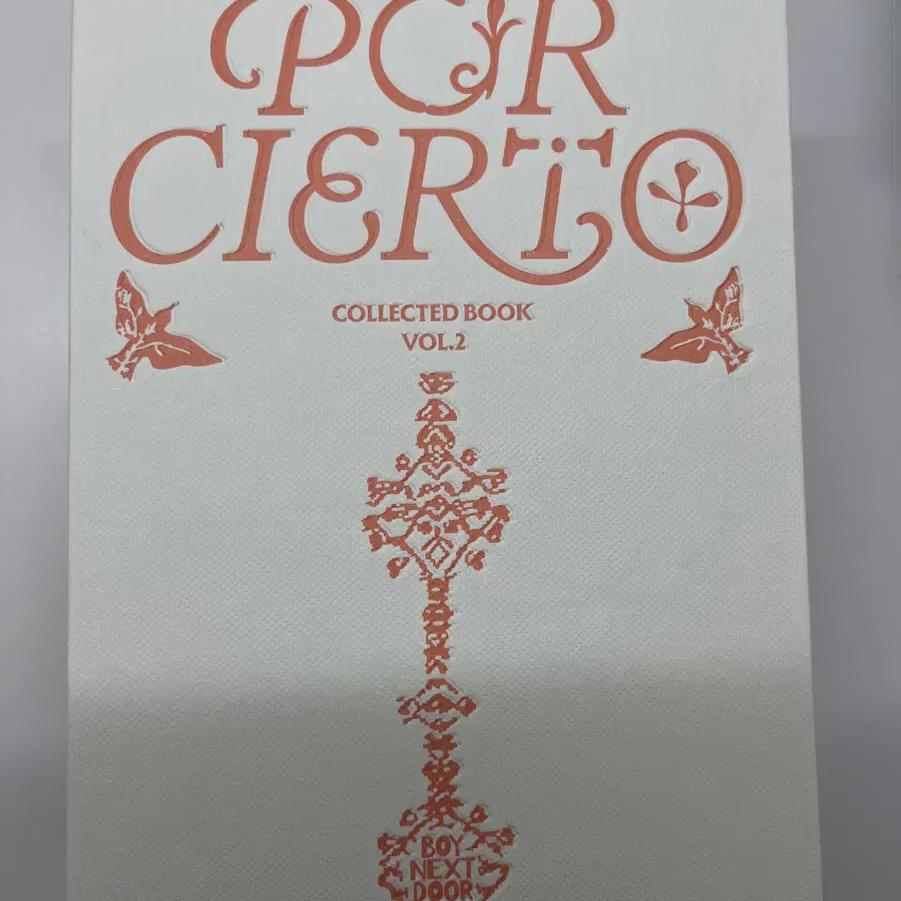 POR
CIERTO
COLLECTED BOOK
VOL.2
BOY
NEXT
DOOR